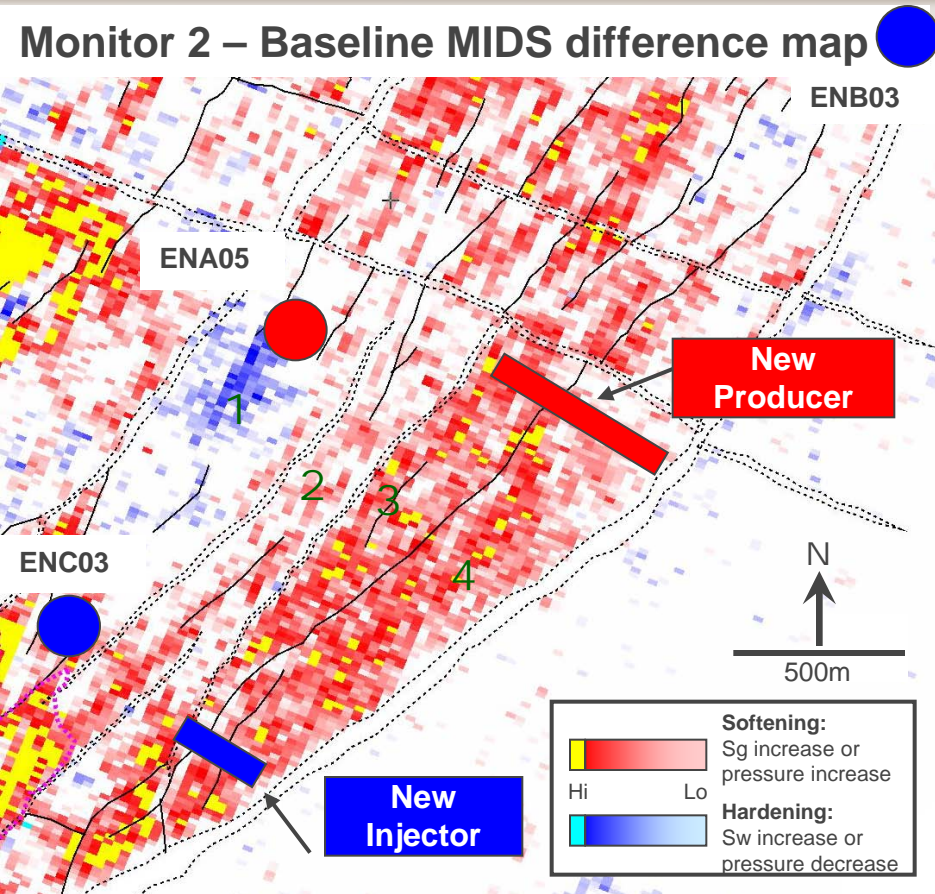 Monitor 2 – Baseline MIDS difference map
ENB03
ENA05
New
Producer
1
2
3
4
ENC03
N
500m
New
Injector
Softening:
Sg increase or
pressure increase
Hi
Lo
Hardening:
Sw increase or
pressure decrease